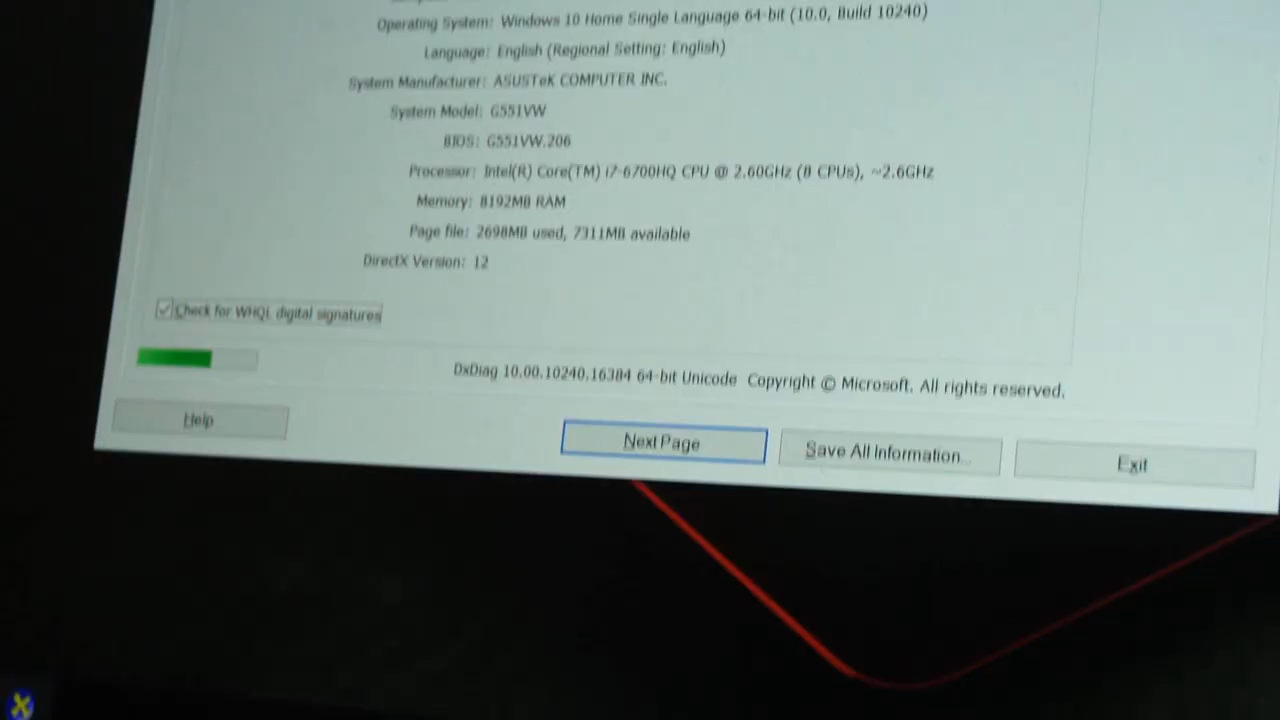 Operating System: Windows 10 Home Single Language 64-bit (10.0, Build 10240)
Language: English (Regional Setting: English)
System Manufacturer: ASUSTeK COMPUTER INC.
System Model: G551VW
BIOS: G551VW.206
Processor: Intel(R) Core(TM) i7-6700HQ CPU @ 2.60GHz (8 CPUs), ~2.6GHz
Memory: 8192MB RAM
Page file: 2698MB used, 7311MB available
DirectX Version: 12
Check for WHQL digital signatures
DxDiag 10.00.10240.16384 64-bit Unicode Copyright © Microsoft. All rights reserved.
Help
Next Page
Save All Information...
Exit